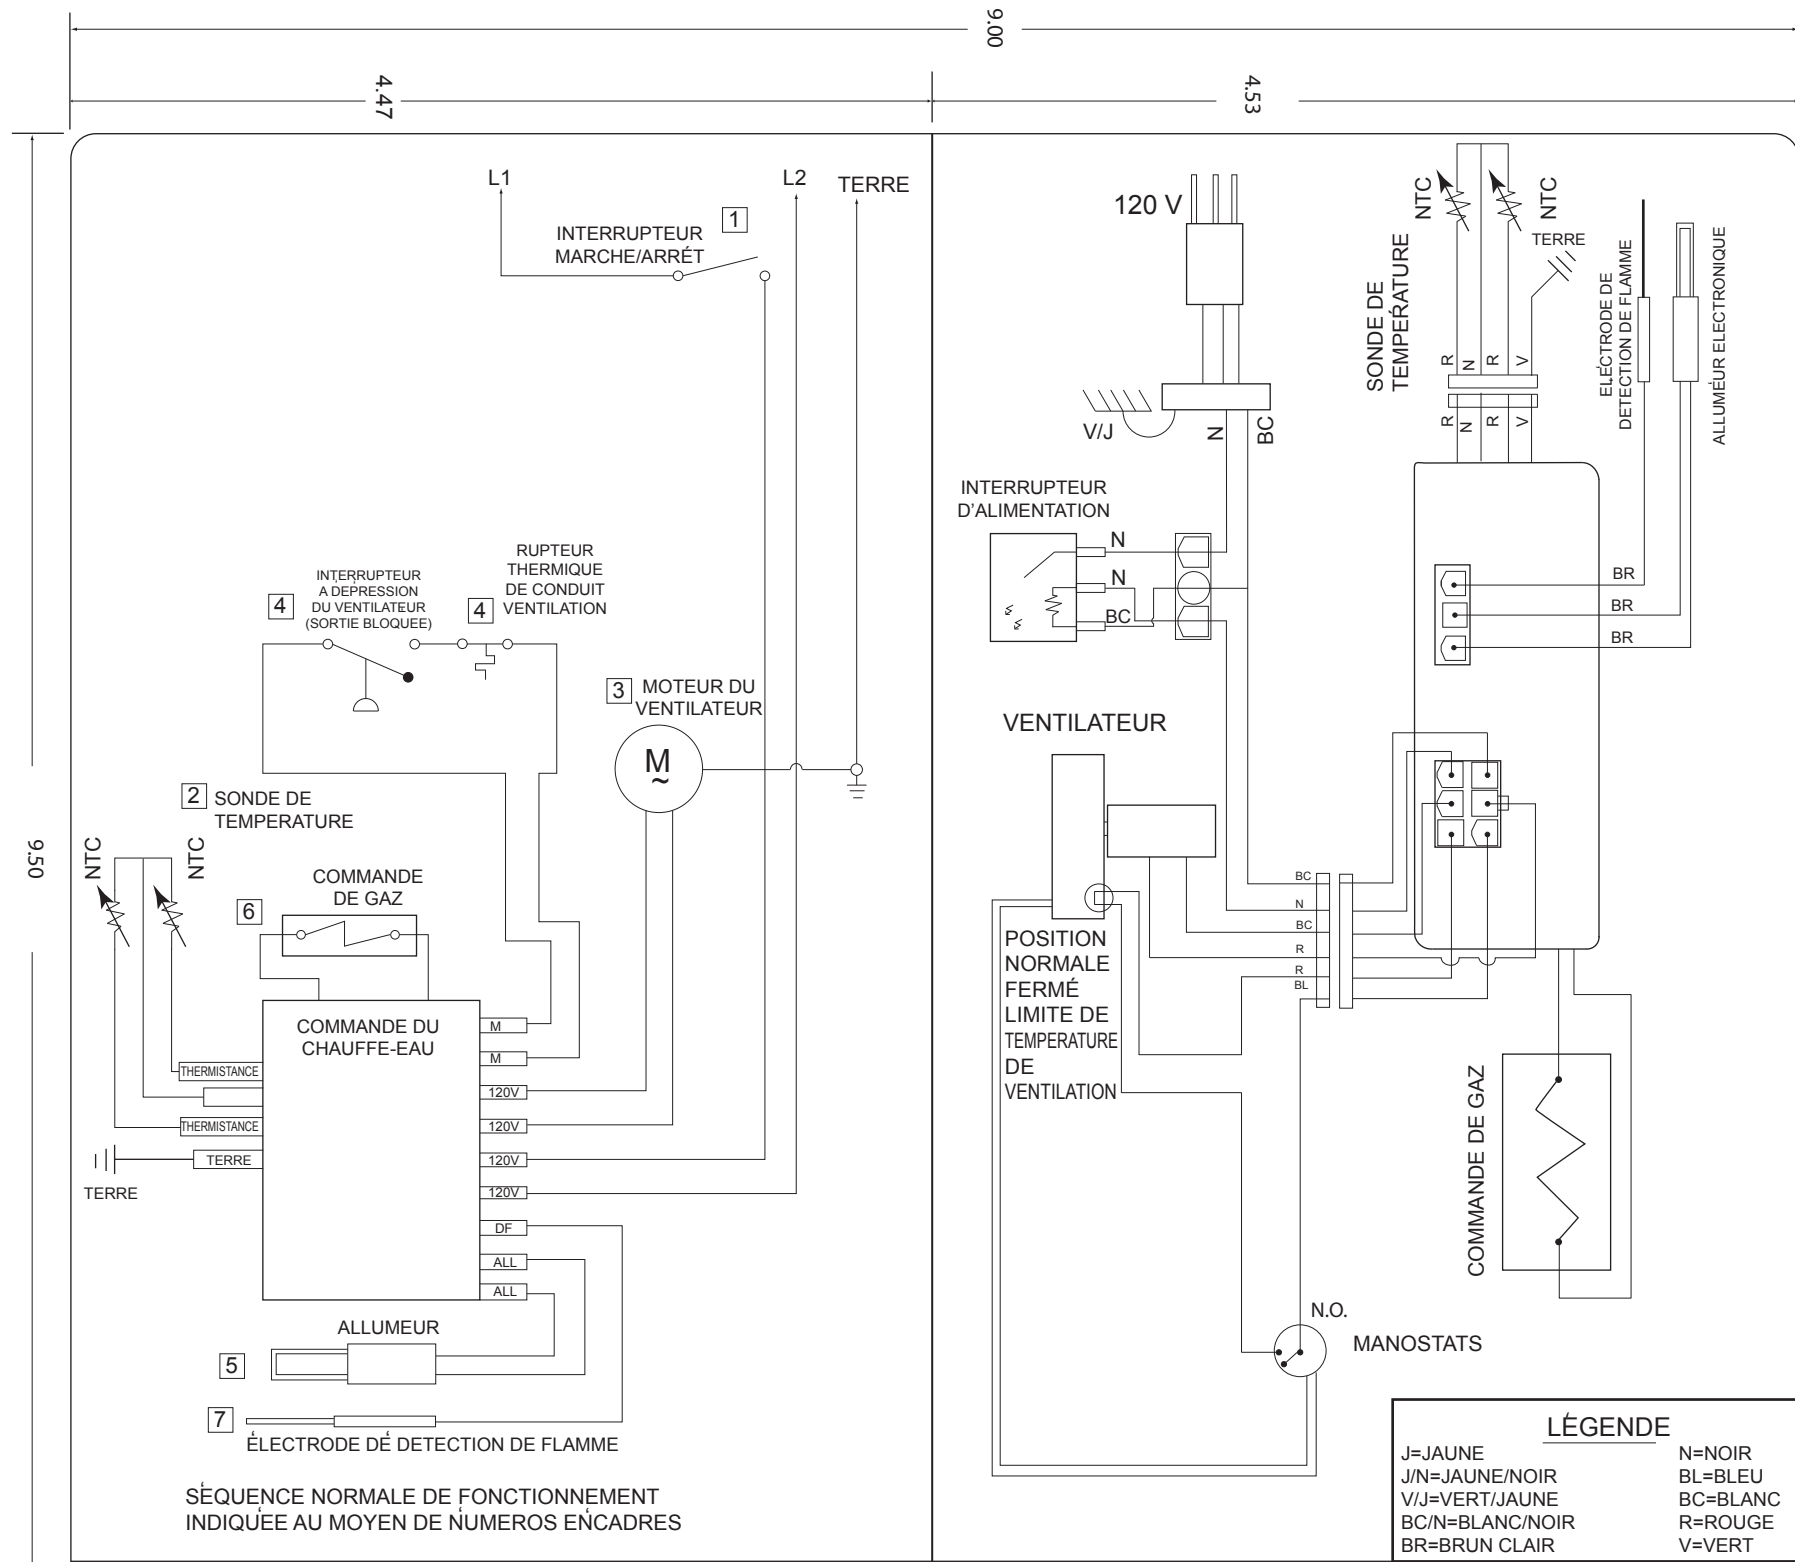 9.00
4.47
4.53
9.50
L1
L2
TERRE
1
INTERRUPTEUR
MARCHE/ARRÉT
4
INTERRUPTEUR
A DEPRESSION
DU VENTILATEUR
(SORTIE BLOQUEE)
4
RUPTEUR
THERMIQUE
DE CONDUIT
VENTILATION
3
MOTEUR DU
VENTILATEUR
M
~
2
SONDE DE
TEMPERATURE
NTC
NTC
COMMANDE
DE GAZ
6
COMMANDE DU
CHAUFFE-EAU
THERMISTANCE
THERMISTANCE
TERRE
TERRE
M
M
120V
120V
120V
120V
DF
ALL
ALL
ALLUMEUR
5
7
ÉLECTRODE DÉ DETECTION DE FLAMME
SÉQUENCE NORMALE DE FONCTIONNEMENT
INDIQUÉE AU MOYEN DE NUMEROS ENCADRES
120 V
V/J
N
BC
INTERRUPTEUR
D'ALIMENTATION
N
N
BC
VENTILATEUR
POSITION
NORMALE
FERMÉ
LIMITE DE
TEMPERATURE
DE
VENTILATION
BC
N
BC
R
R
BL
SONDE DE
TEMPÉRATURE
NTC
NTC
TERRE
R
N
R
V
R
N
R
V
ELÉCTRODE DE
DETECTION DE FLAMME
ALLUMEUR ELECTRONIQUE
BR
BR
BR
COMMANDE DE GAZ
N.O.
MANOSTATS
LÉGENDE
J=JAUNE
J/N=JAUNE/NOIR
V/J=VERT/JAUNE
BC/N=BLANC/NOIR
BR=BRUN CLAIR
N=NOIR
BL=BLEU
BC=BLANC
R=ROUGE
V=VERT